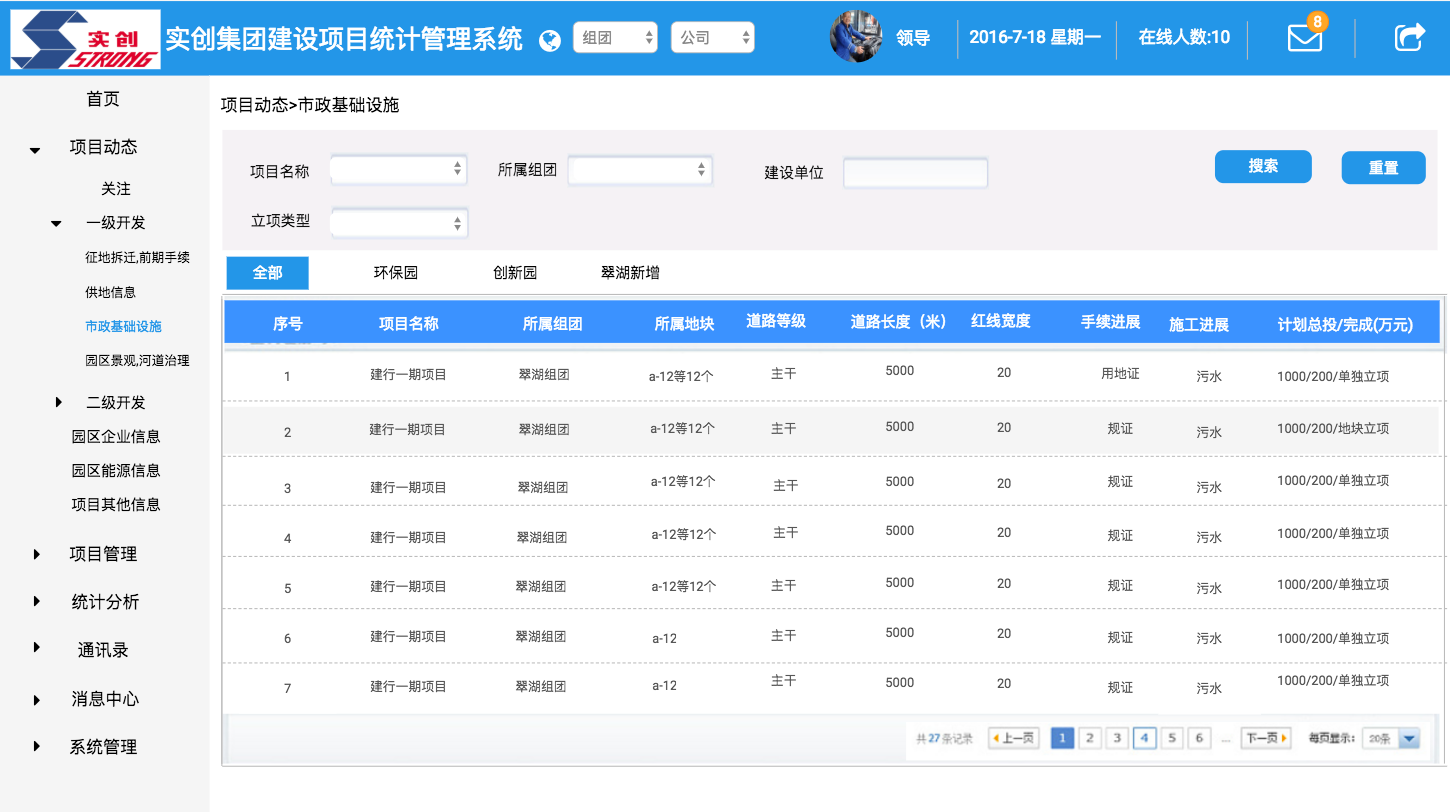 实创
STRONG
实创集团建设项目统计管理系统 组团 公司 领导 2016-7-18 星期一 在线人数:10 8
首页
项目动态
关注
一级开发
征地拆迁,前期手续
供地信息
市政基础设施
园区景观,河道治理
二级开发
园区企业信息
园区能源信息
项目其他信息
项目管理
统计分析
通讯录
消息中心
系统管理
项目动态>市政基础设施
项目名称 所属组团 建设单位 搜索 重置
立项类型
全部 环保园 创新园 翠湖新增
序号 项目名称 所属组团 所属地块 道路等级 道路长度（米） 红线宽度 手续进展 施工进展 计划总投/完成(万元)
1 建行一期项目 翠湖组团 a-12等12个 主干 5000 20 用地证 污水 1000/200/单独立项
2 建行一期项目 翠湖组团 a-12等12个 主干 5000 20 规证 污水 1000/200/地块立项
3 建行一期项目 翠湖组团 a-12等12个 主干 5000 20 规证 污水 1000/200/单独立项
4 建行一期项目 翠湖组团 a-12等12个 主干 5000 20 规证 污水 1000/200/单独立项
5 建行一期项目 翠湖组团 a-12等12个 主干 5000 20 规证 污水 1000/200/单独立项
6 建行一期项目 翠湖组团 a-12 主干 5000 20 规证 污水 1000/200/单独立项
7 建行一期项目 翠湖组团 a-12 主干 5000 20 规证 污水 1000/200/单独立项
共27条记录 上一页 1 2 3 4 5 6 ... 下一页 每页显示: 20条